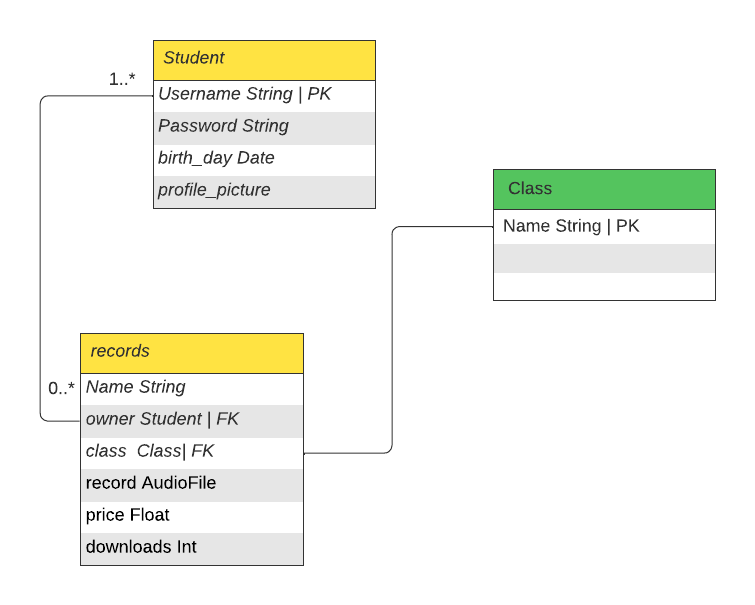 1..*
Student
Username String | PK
Password String
birth_day Date
profile_picture
Class
Name String | PK
records
0..*
Name String
owner Student | FK
class  Class| FK
record AudioFile
price Float
downloads Int